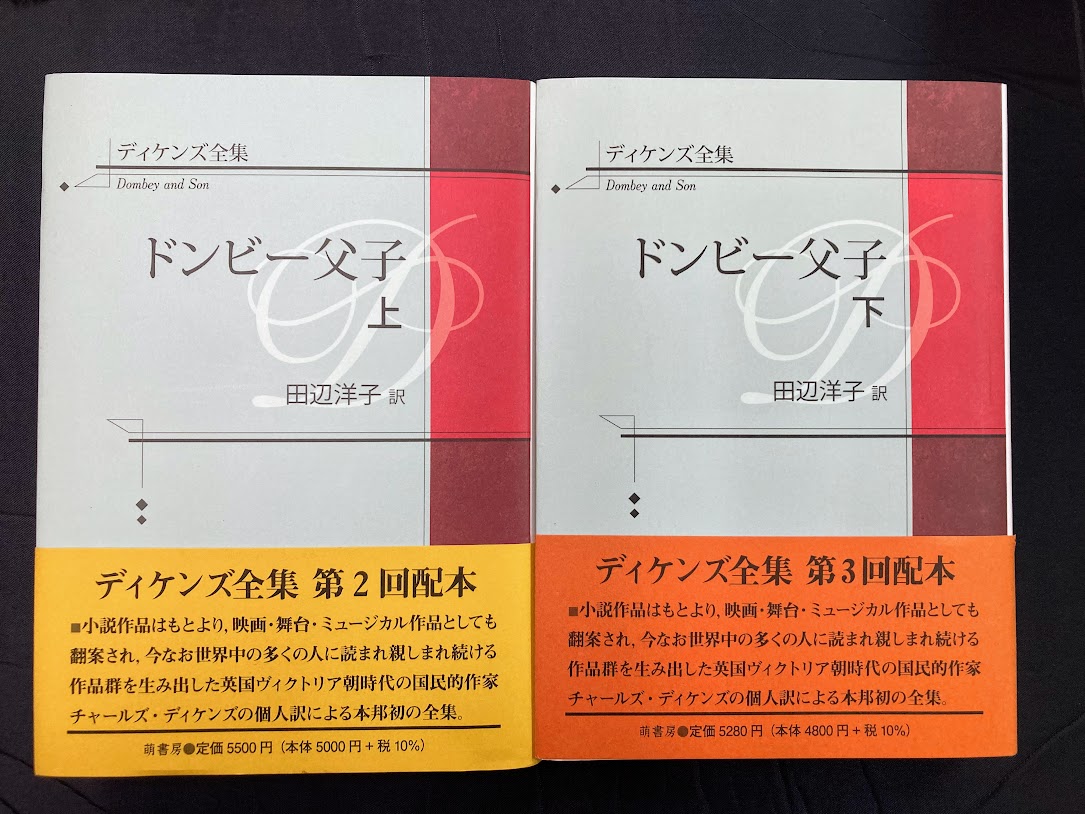 ディケンズ全集
Dombey and Son
ドンビー父子
上
田辺洋子 訳
ディケンズ全集 第2回配本
■小説作品はもとより, 映画・舞台・ミュージカル作品としても
翻案され, 今なお世界中の多くの人に読まれ親しまれ続ける
作品群を生み出した英国ヴィクトリア朝時代の国民的作家
チャールズ・ディケンズの個人訳による本邦初の全集。
萌書房●定価 5500 円（本体 5000 円＋税 10%）
ディケンズ全集
Dombey and Son
ドンビー父子
下
田辺洋子 訳
ディケンズ全集 第3回配本
■小説作品はもとより, 映画・舞台・ミュージカル作品としても
翻案され, 今なお世界中の多くの人に読まれ親しまれ続ける
作品群を生み出した英国ヴィクトリア朝時代の国民的作家
チャールズ・ディケンズの個人訳による本邦初の全集。
萌書房●定価 5280 円（本体 4800 円＋税 10%）